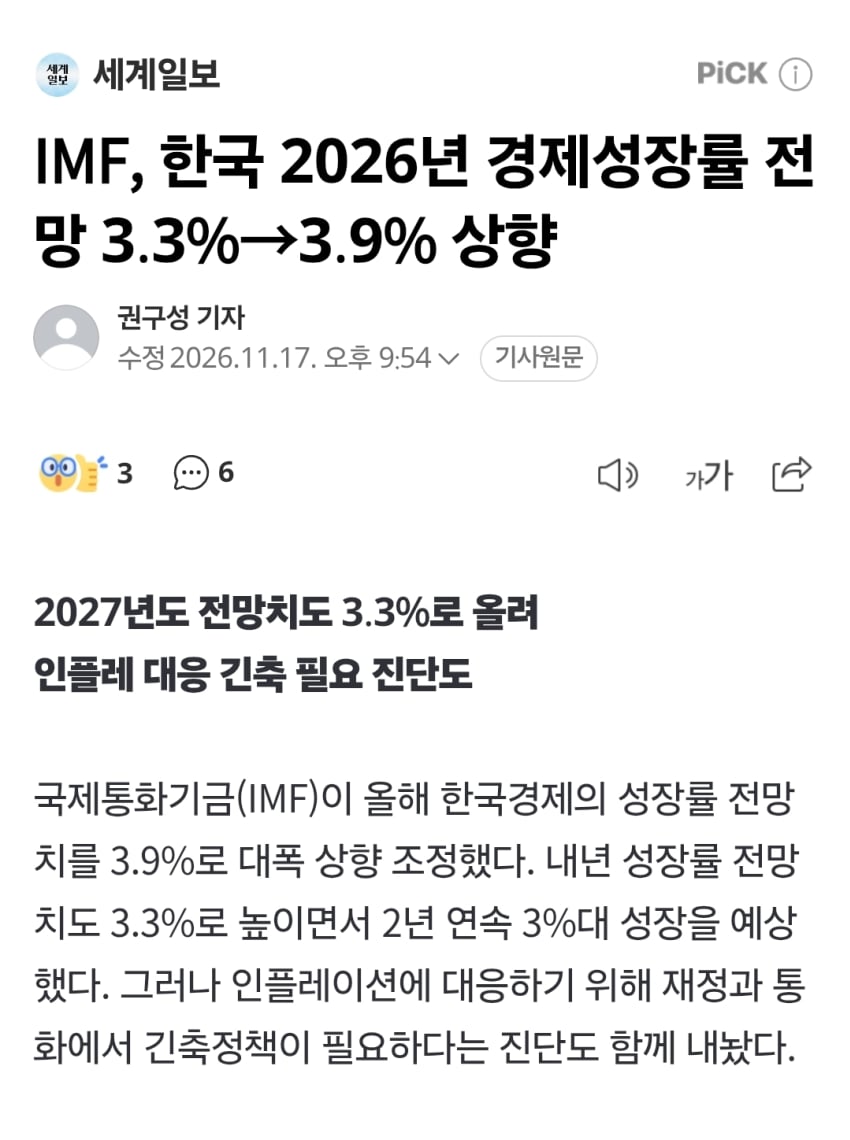 세계
일보
세계일보
PiCK
IMF, 한국 2026년 경제성장률 전
망 3.3%→3.9% 상향
권구성 기자
수정 2026.11.17. 오후 9:54
기사원문
3
6
가가
2027년도 전망치도 3.3%로 올려
인플레 대응 긴축 필요 진단도
국제통화기금(IMF)이 올해 한국경제의 성장률 전망
치를 3.9%로 대폭 상향 조정했다. 내년 성장률 전망
치도 3.3%로 높이면서 2년 연속 3%대 성장을 예상
했다. 그러나 인플레이션에 대응하기 위해 재정과 통
화에서 긴축정책이 필요하다는 진단도 함께 내놨다.